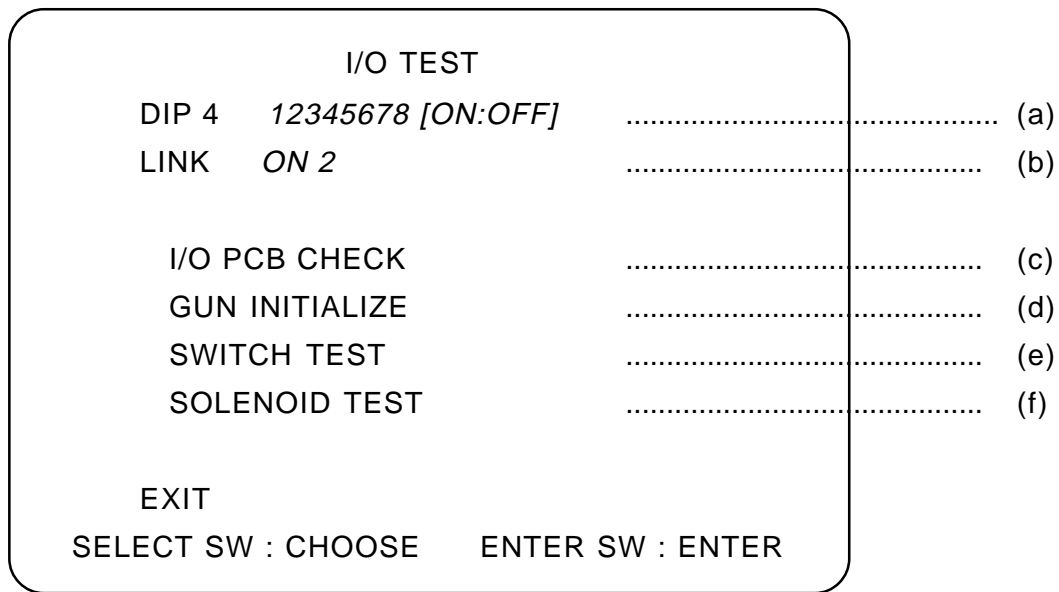 I/O TEST
DIP 4 12345678 [ON:OFF] .............................................. (a)
LINK ON 2 ............................................ (b)
I/O PCB CHECK ............................................ (c)
GUN INITIALIZE ............................................ (d)
SWITCH TEST ............................................ (e)
SOLENOID TEST ............................................ (f)
EXIT
SELECT SW : CHOOSE ENTER SW : ENTER